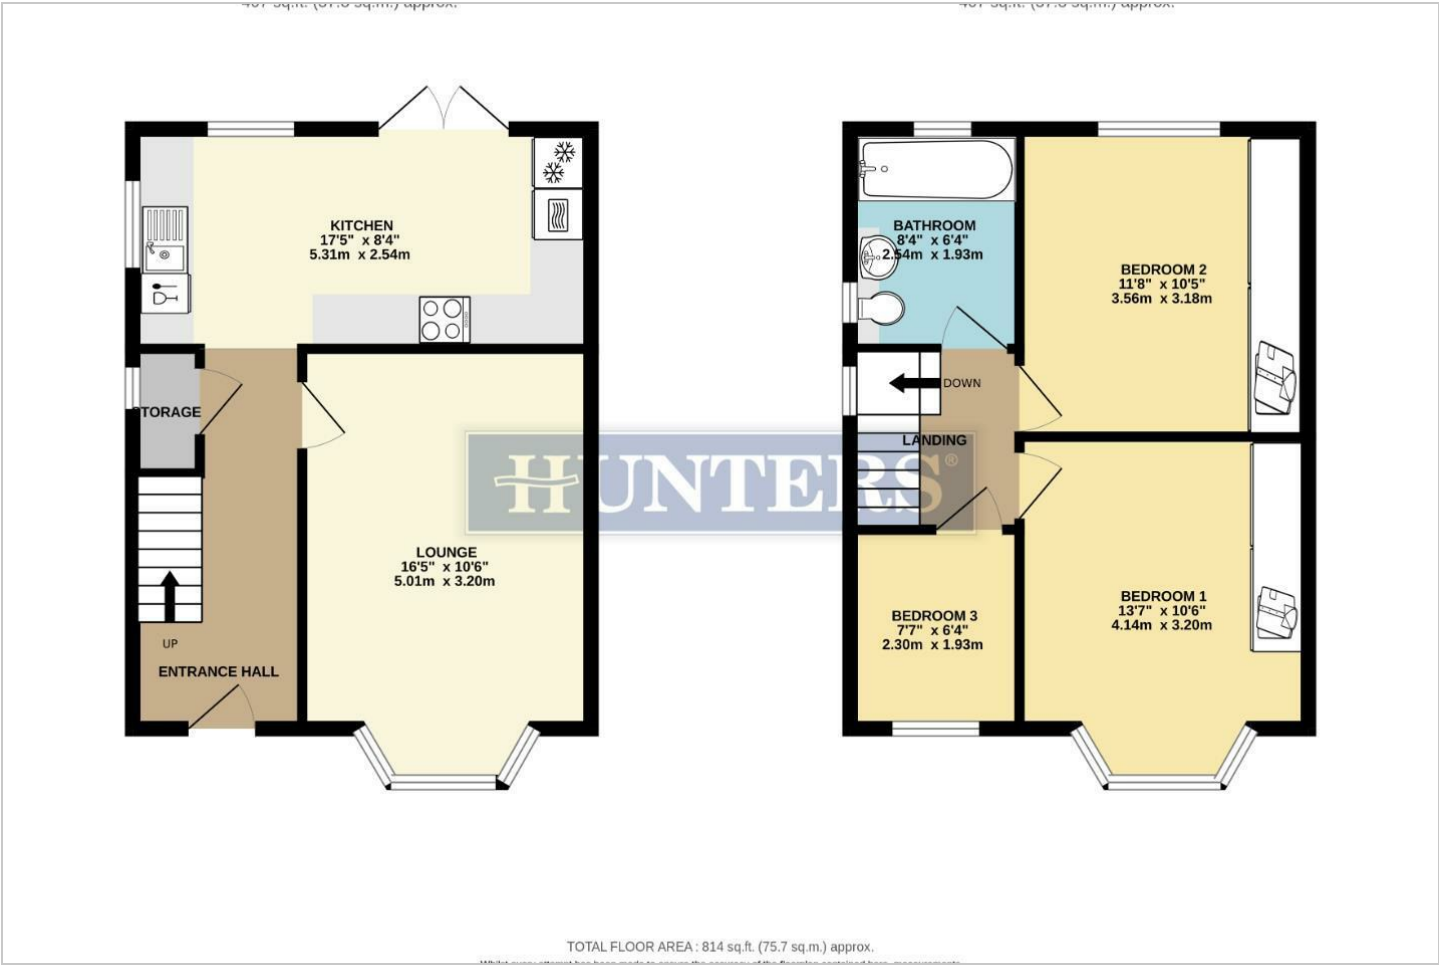 KITCHEN
17'5" x 8'4"
5.31m x 2.54m
STORAGE
UP
ENTRANCE HALL
LOUNGE
16'5" x 10'6"
5.01m x 3.20m
BATHROOM
8'4" x 6'4"
2.54m x 1.93m
BEDROOM 2
11'8" x 10'5"
3.56m x 3.18m
DOWN
LANDING
HUNTERS®
BEDROOM 3
7'7" x 6'4"
2.30m x 1.93m
BEDROOM 1
13'7" x 10'6"
4.14m x 3.20m
TOTAL FLOOR AREA : 814 sq.ft. (75.7 sq.m.) approx.